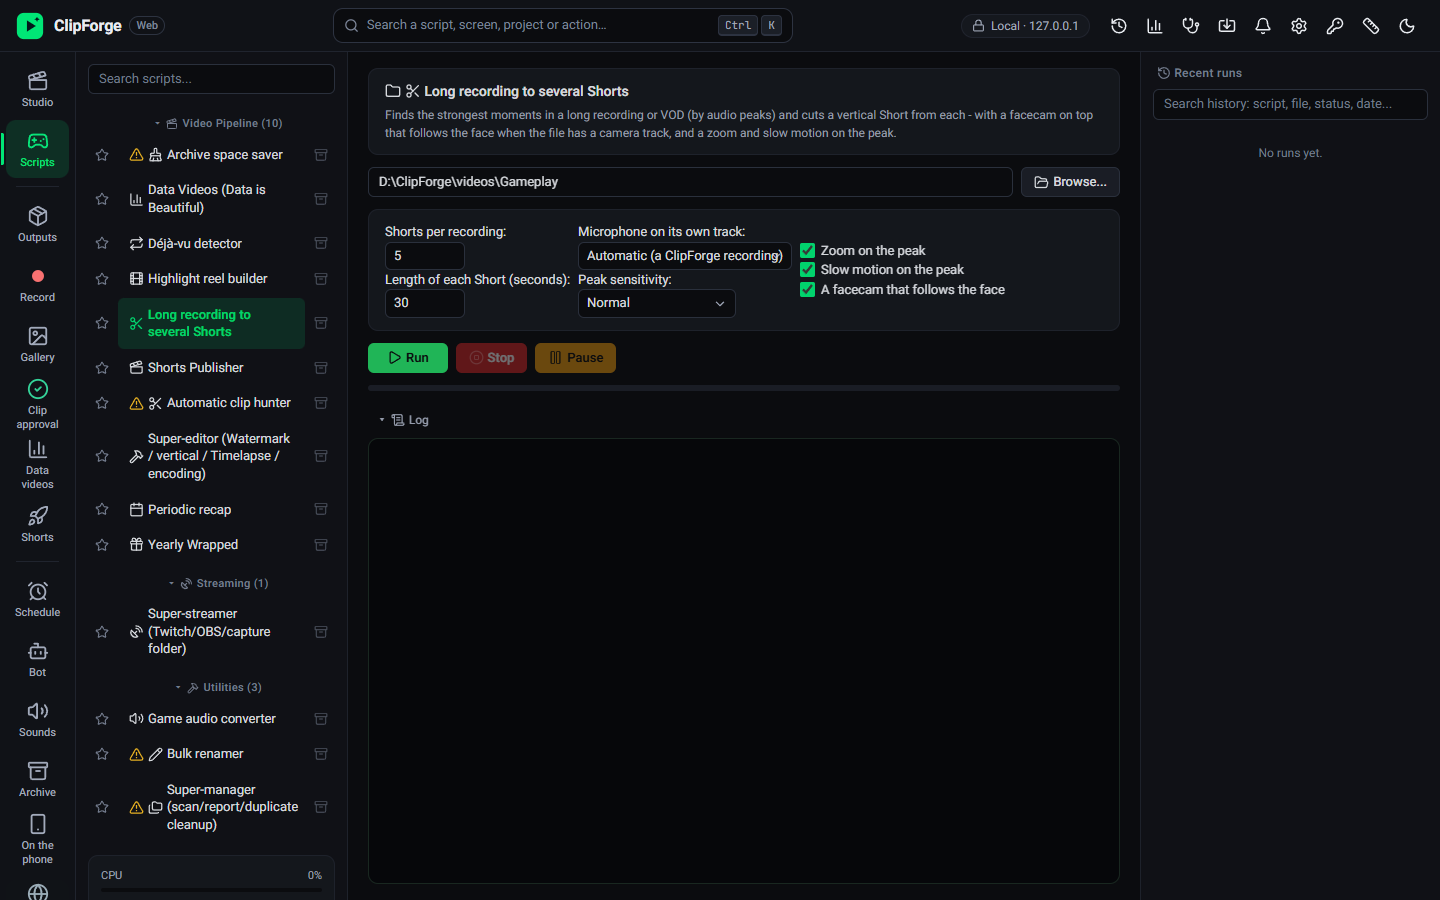 ClipForge
Web
Search a script, screen, project or action...
Ctrl
K
Local · 127.0.0.1
Studio
Scripts
Outputs
Record
Gallery
Clip
approval
Data
videos
Shorts
Schedule
Bot
Sounds
Archive
On the
phone
Search scripts...
Video Pipeline (10)
Archive space saver
Data Videos (Data is
Beautiful)
Déjà-vu detector
Highlight reel builder
Long recording to
several Shorts
Shorts Publisher
Automatic clip hunter
Super-editor (Watermark
/ vertical / Timelapse /
encoding)
Periodic recap
Yearly Wrapped
Streaming (1)
Super-streamer
(Twitch/OBS/capture
folder)
Utilities (3)
Game audio converter
Bulk renamer
Super-manager
(scan/report/duplicate
cleanup)
CPU
0%
Long recording to several Shorts
Finds the strongest moments in a long recording or VOD (by audio peaks) and cuts a vertical Short from each - with a facecam on top
that follows the face when the file has a camera track, and a zoom and slow motion on the peak.
D:\ClipForge\videos\Gameplay
Browse...
Shorts per recording:
5
Length of each Short (seconds):
30
Microphone on its own track:
Automatic (a ClipForge recording)
Peak sensitivity:
Normal
Zoom on the peak
Slow motion on the peak
A facecam that follows the face
Run
Stop
Pause
Log
Recent runs
Search history: script, file, status, date...
No runs yet.